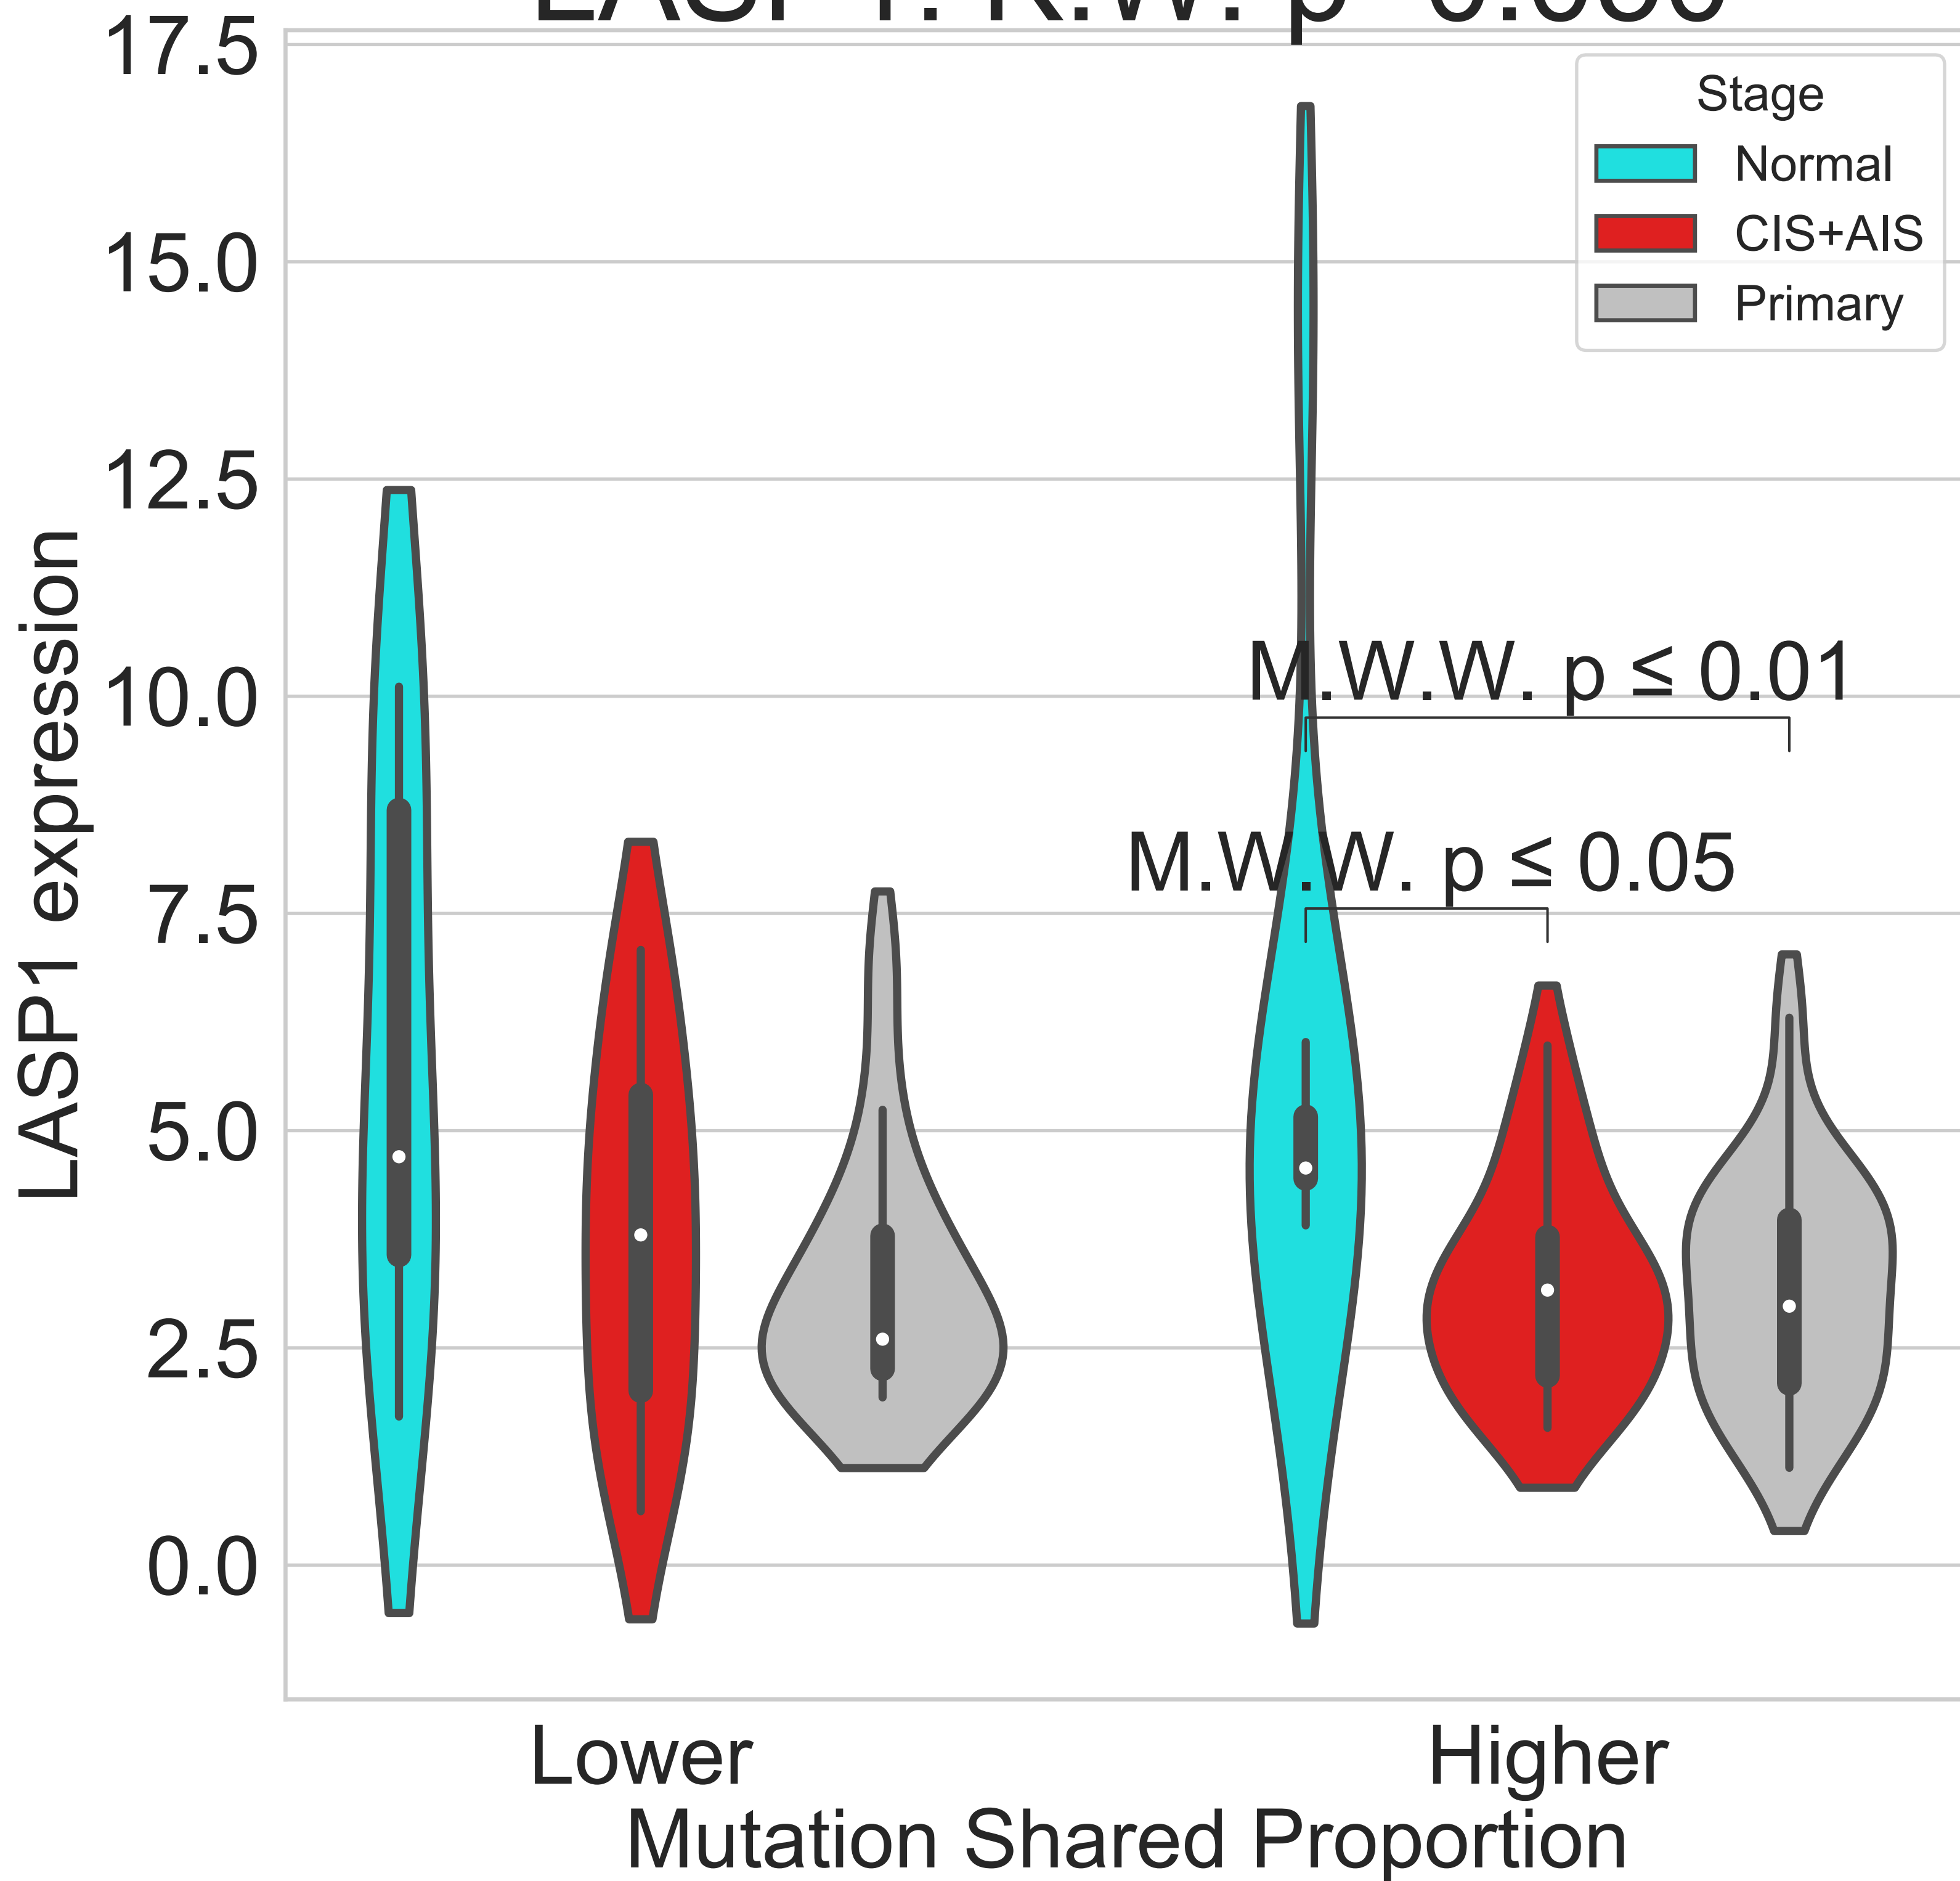 17.5
15.0
12.5
10.0
7.5
5.0
2.5
0.0
LASP1 expression
Stage
Normal
CIS+AIS
Primary
M.W.W. p ≤ 0.01
M.W.W. p ≤ 0.05
Lower
Higher
Mutation Shared Proportion